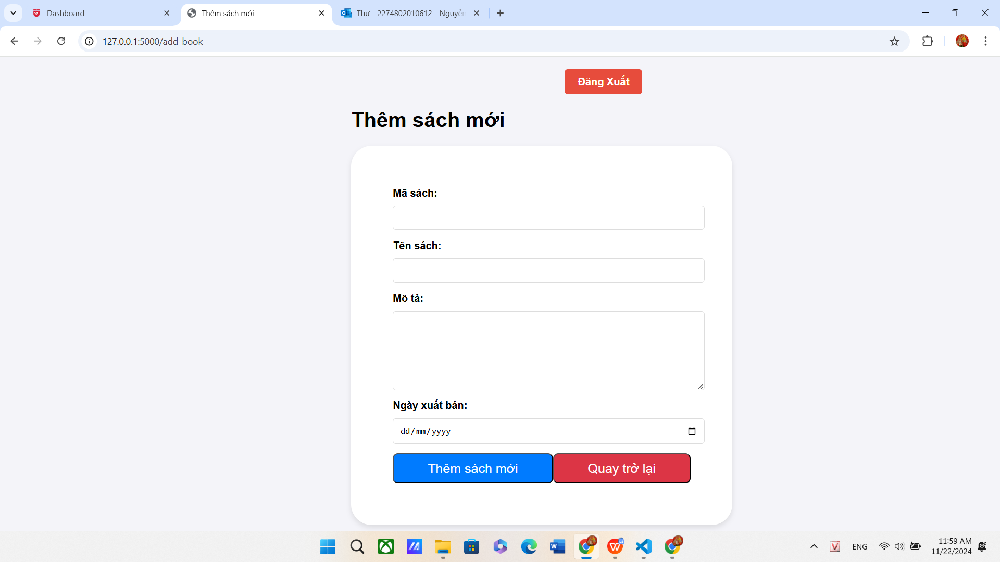 Dashboard
Thêm sách mới
Thư - 2274802010612 - Nguyễn
127.0.0.1:5000/add_book
Đăng Xuất
Thêm sách mới
Mã sách:
Tên sách:
Mô tả:
Ngày xuất bản:
dd/mm/yyyy
Thêm sách mới
Quay trở lại
ENG
11:59 AM
11/22/2024